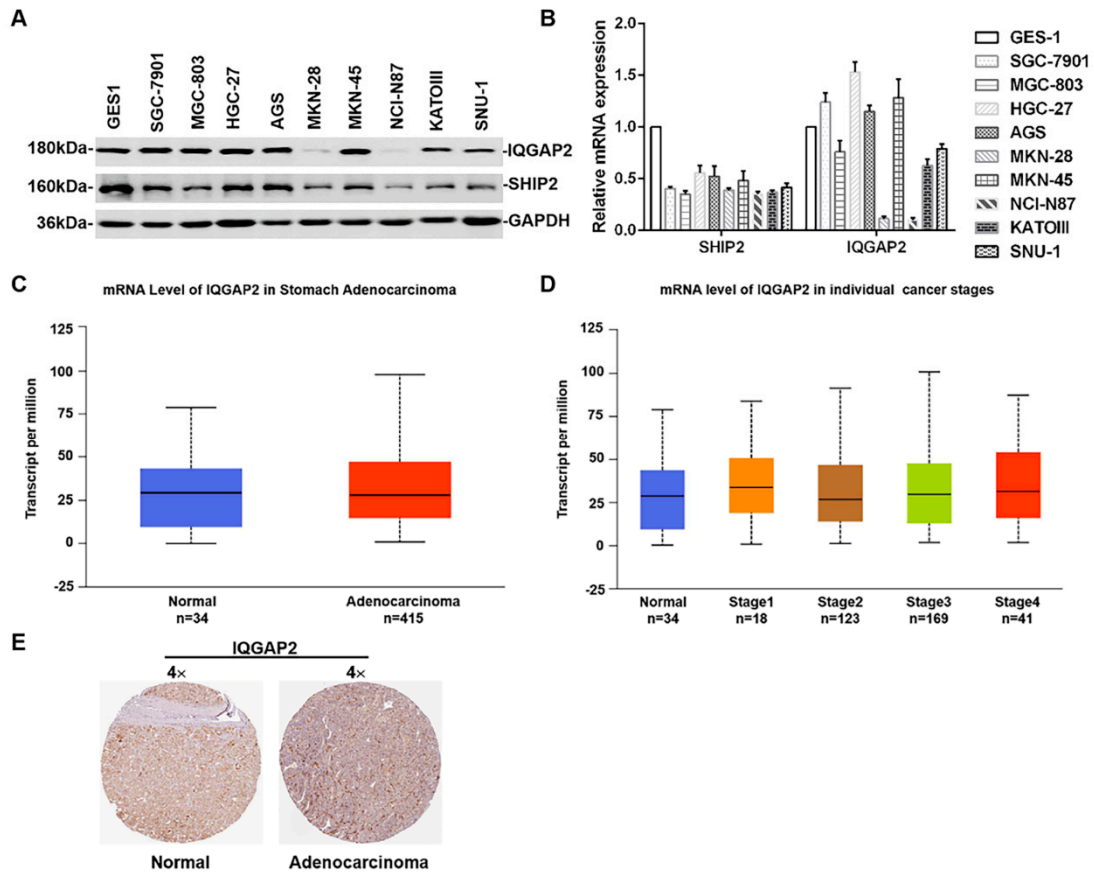 A
GES1
SGC-7901
MGC-803
HGC-27
AGS
MKN-28
MKN-45
NCI-N87
KATOIII
SNU-1
180kDa-
-IQGAP2
160kDa-
-SHIP2
36kDa-
-GAPDH
B
Relative mRNA expression
2.0
1.5
1.0
0.5
0.0
SHIP2
IQGAP2
GES-1
SGC-7901
MGC-803
HGC-27
AGS
MKN-28
MKN-45
NCI-N87
KATOIII
SNU-1
C
mRNA Level of IQGAP2 in Stomach Adenocarcinoma
Transcript per million
125
100
75
50
25
0
-25
Normal
n=34
Adenocarcinoma
n=415
D
mRNA level of IQGAP2 in individual cancer stages
Transcript per million
125
100
75
50
25
0
-25
Normal
n=34
Stage1
n=18
Stage2
n=123
Stage3
n=169
Stage4
n=41
E
IQGAP2
4×
4×
Normal
Adenocarcinoma